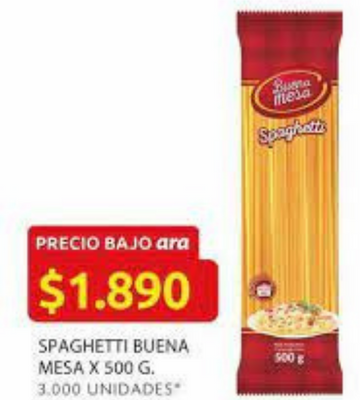 Buena
mesa
Spaghetti
PRECIO BAJO ara
$1.890
SPAGHETTI BUENA
MESA X 500 G.
3.000 UNIDADES*
500 g